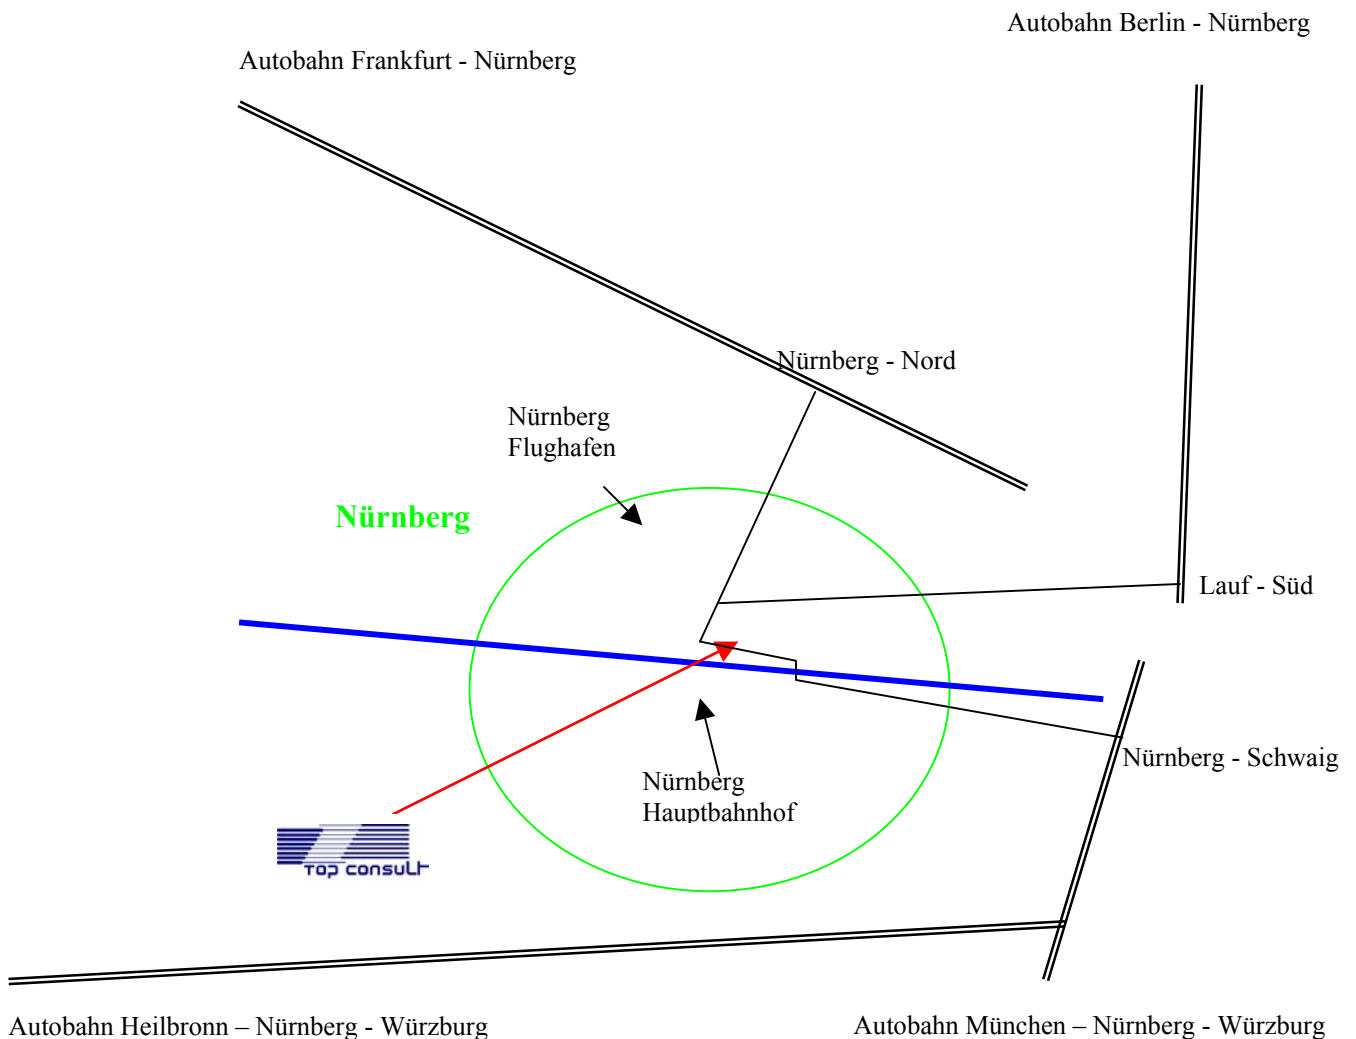 Autobahn Berlin - Nürnberg
Autobahn Frankfurt - Nürnberg
Nürnberg - Nord
Nürnberg
Flughafen
Nürnberg
Lauf - Süd
Nürnberg - Schwaig
Nürnberg
Hauptbahnhof
Top consult
Autobahn Heilbronn – Nürnberg - Würzburg
Autobahn München – Nürnberg - Würzburg